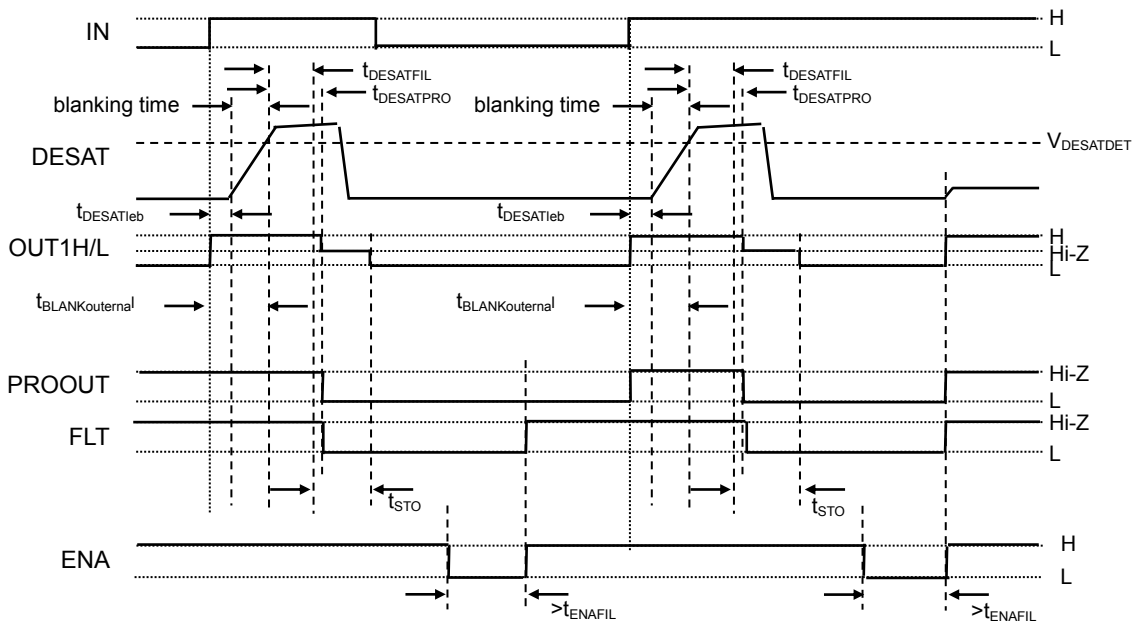 IN
H
L
tDESATFIL
tDESATFIL
tDESATPRO
tDESATPRO
blanking time
blanking time
DESAT
VDESATDET
tDESATleb
tDESATleb
OUT1H/L
H
Hi-Z
L
tBLANKouternal
tBLANKouternal
PROOUT
Hi-Z
L
FLT
Hi-Z
L
tSTO
tSTO
ENA
H
L
>tENAFIL
>tENAFIL